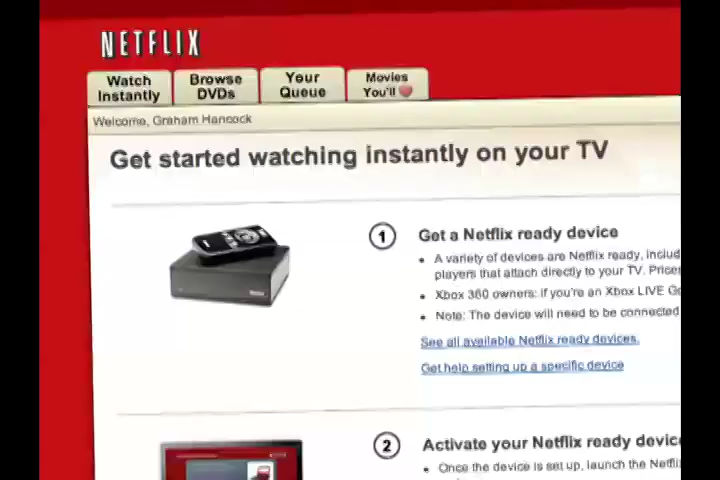 NETFLIX
Watch Instantly
Browse DVDs
Your Queue
Movies You'll
Welcome, Graham Hancock
Get started watching instantly on your TV
1 Get a Netflix ready device
• A variety of devices are Netflix ready, includ
players that attach directly to your TV. Price
• Xbox 360 owners: if you're an Xbox LIVE Go
• Note: The device will need to be connected
See all available Netflix ready devices.
Get help setting up a specific device
2 Activate your Netflix ready devic
• Once the device is set up, launch the Netfli